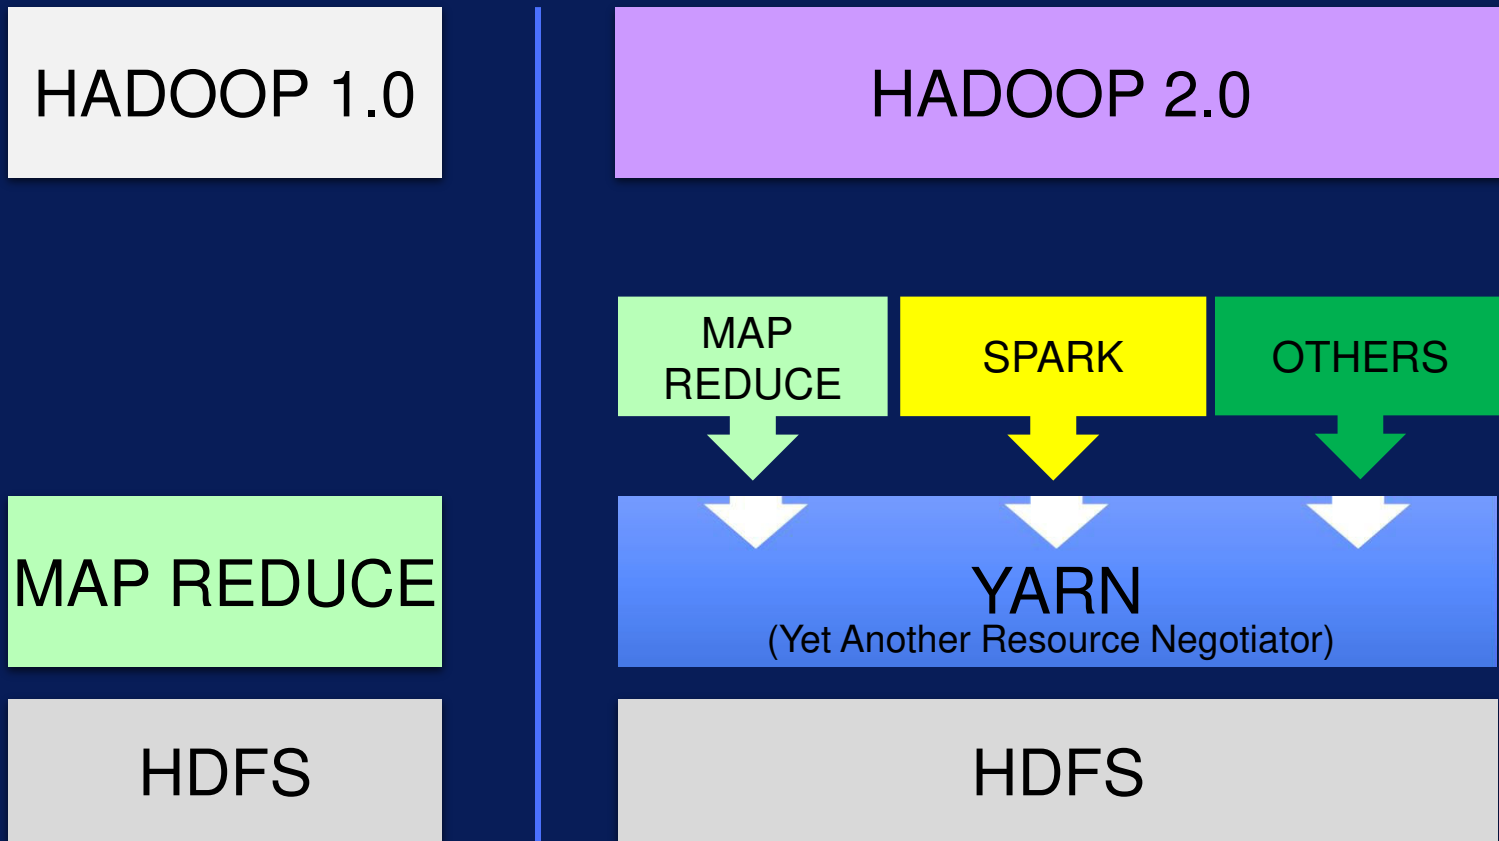 HADOOP 1.0
HADOOP 2.0
MAP
REDUCE
SPARK
OTHERS
MAP REDUCE
YARN
(Yet Another Resource Negotiator)
HDFS
HDFS